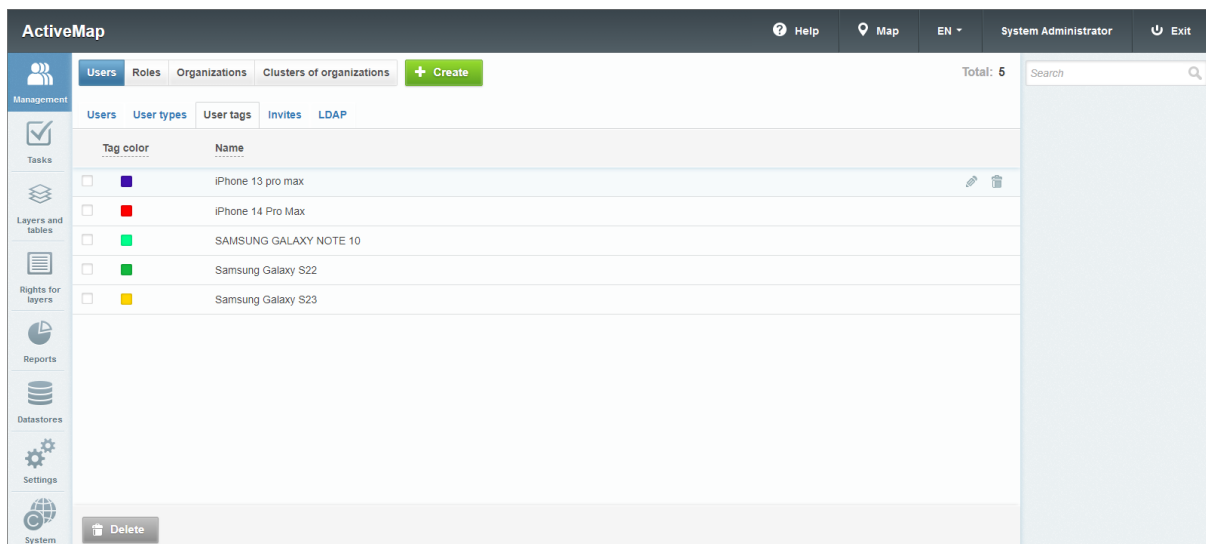 ActiveMap
Help
Map
EN
System Administrator
Exit
Management
Tasks
Layers and
tables
Rights for
layers
Reports
Datastores
Settings
System
Users Roles Organizations Clusters of organizations + Create
Total: 5
Users User types User tags Invites LDAP
Tag color Name
iPhone 13 pro max
iPhone 14 Pro Max
SAMSUNG GALAXY NOTE 10
Samsung Galaxy S22
Samsung Galaxy S23
Delete
Search